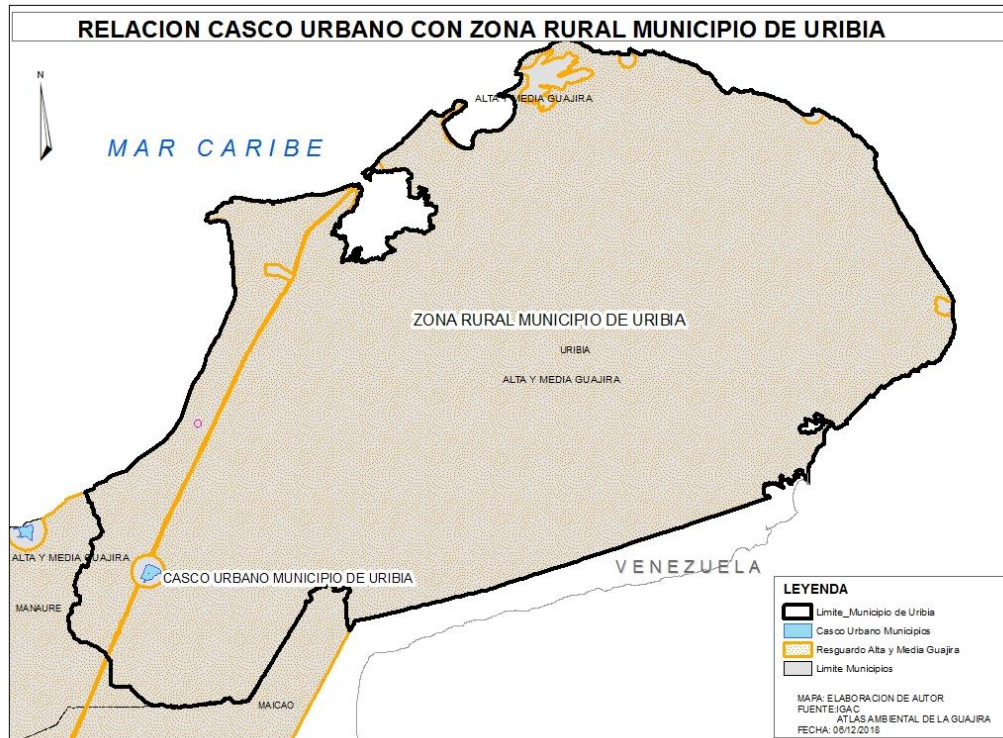 RELACION CASCO URBANO CON ZONA RURAL MUNICIPIO DE URIBIA
N
ALTA Y MEDIA GUAJIRA
MAR CARIBE
ZONA RURAL MUNICIPIO DE URIBIA
URIBIA
ALTA Y MEDIA GUAJIRA
ALTA Y MEDIA GUAJIRA
CASCO URBANO MUNICIPIO DE URIBIA
VENEZUELA
MANAURE
MAICAO
LEYENDA
Limite_Municipio de Uribia
Casco Urbano Municipios
Resguardo Alta y Media Guajira
Limite Municipios
MAPA: ELABORACION DE AUTOR
FUENTE:IGAC
ATLAS AMBIENTAL DE LA GUAJIRA
FECHA: 06/12/2018